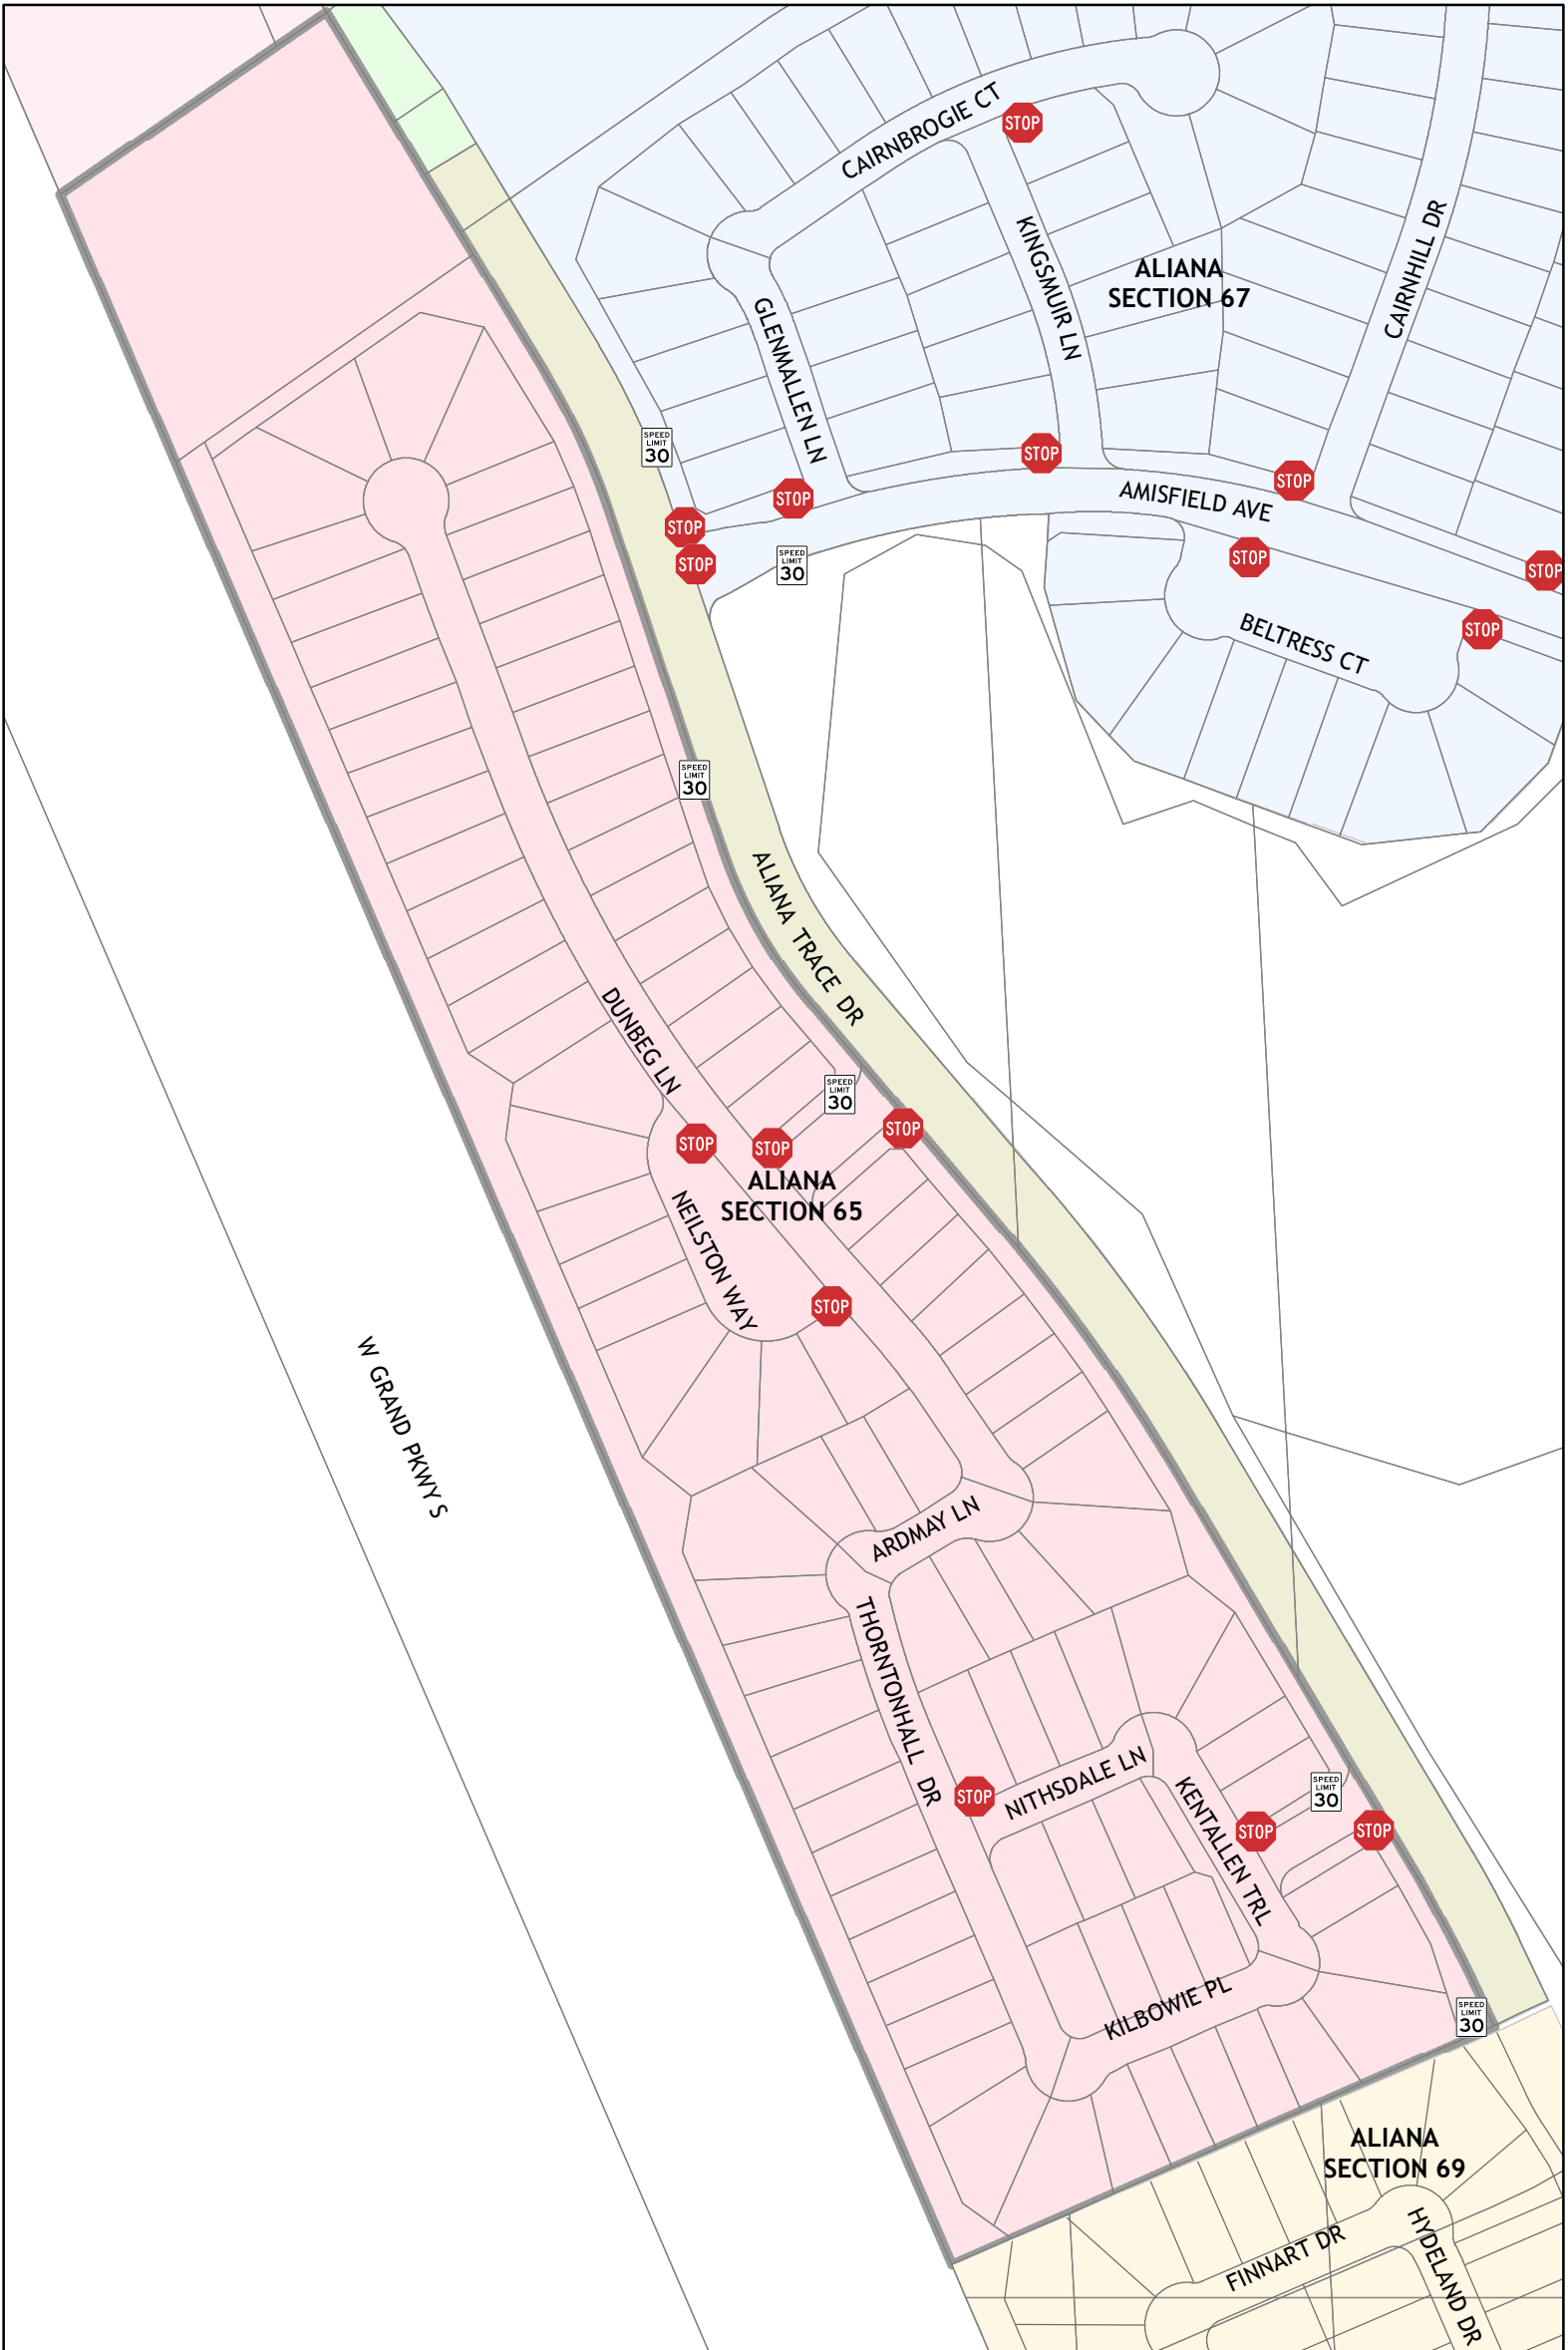 CAIRNBROGIE CT
STOP
KINGSMUIR LN
CAIRNHILL DR
ALIANA
SECTION 67
GLENMALLEN LN
SPEED
LIMIT
30
STOP
STOP
STOP
AMISFIELD AVE
STOP
STOP
STOP
SPEED
LIMIT
30
STOP
STOP
BELTRESS CT
STOP
SPEED
LIMIT
30
ALIANA TRACE DR
DUNBEG LN
SPEED
LIMIT
30
STOP
STOP
STOP
ALIANA
SECTION 65
NEILSTON WAY
STOP
W GRAND PKWY S
ARDMAY LN
THORNTONHALL DR
NITHSDALE LN
STOP
KENTALLEN TRL
SPEED
LIMIT
30
STOP
STOP
KILBOWIE PL
SPEED
LIMIT
30
ALIANA
SECTION 69
FINNART DR
HYDELAND DR